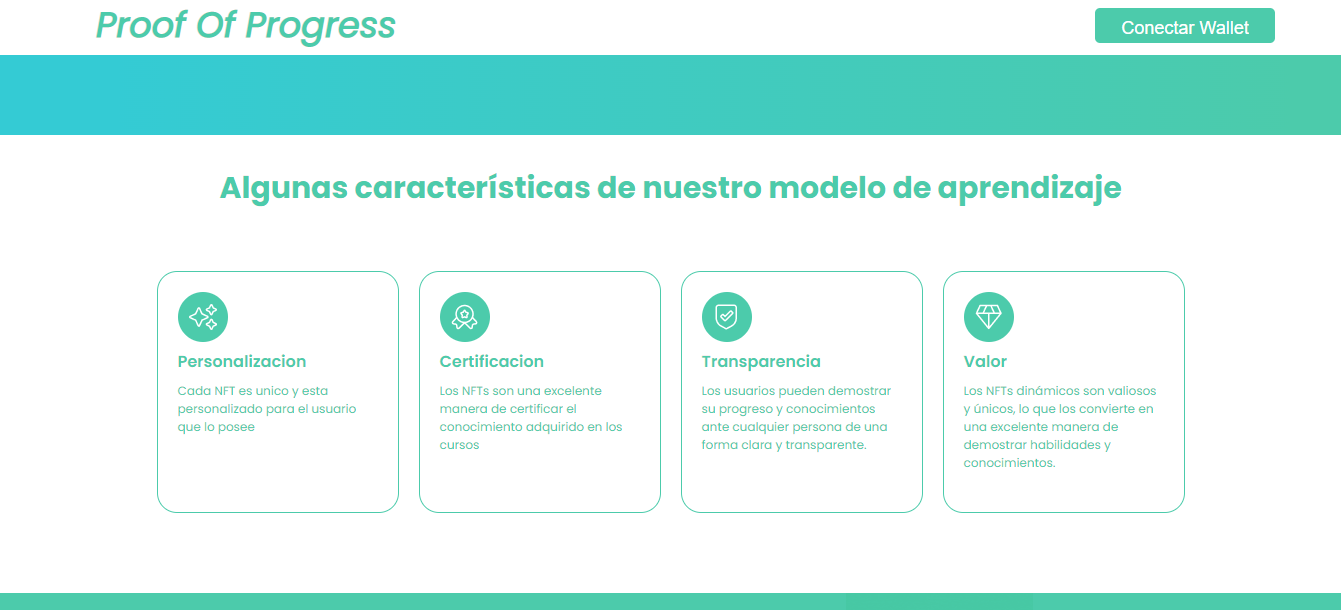 Proof Of Progress
Conectar Wallet
Algunas características de nuestro modelo de aprendizaje
Personalizacion
Cada NFT es unico y esta
personalizado para el usuario
que lo posee
Certificacion
Los NFTs son una excelente
manera de certificar el
conocimiento adquirido en los
cursos
Transparencia
Los usuarios pueden demostrar
su progreso y conocimientos
ante cualquier persona de una
forma clara y transparente.
Valor
Los NFTs dinámicos son valiosos
y únicos, lo que los convierte en
una excelente manera de
demostrar habilidades y
conocimientos.